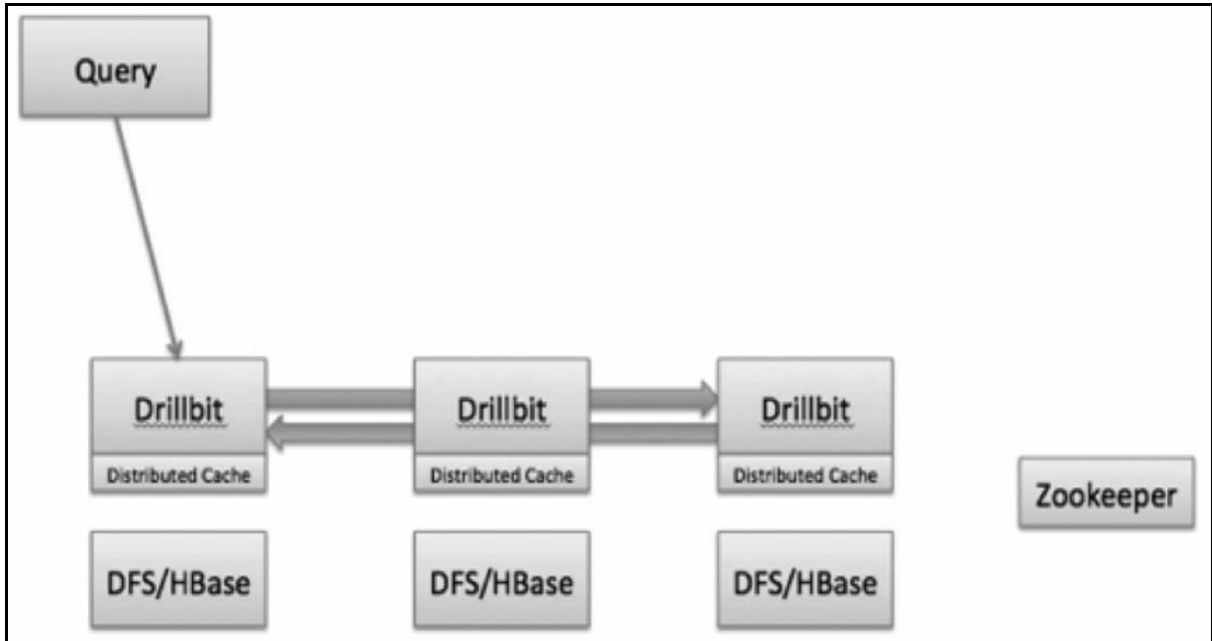 Query
Drillbit
Drillbit
Drillbit
Distributed Cache
Distributed Cache
Distributed Cache
Zookeeper
DFS/HBase
DFS/HBase
DFS/HBase